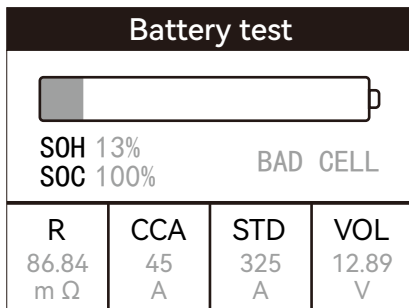 Battery test
SOH 13%
SOC 100%
BAD CELL
R CCA STD VOL
86.84 45 325 12.89
m Ω A A V